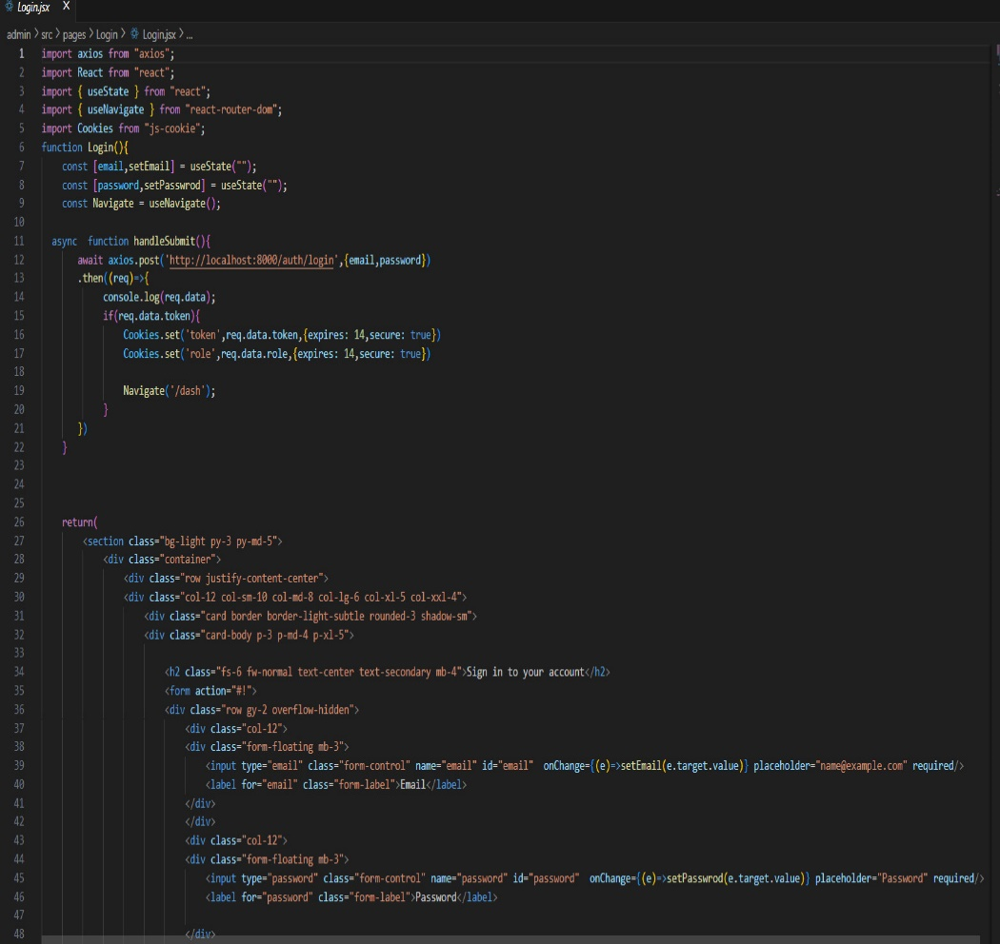 Login.jsx X
admin > src > pages > Login > Login.jsx > ...
1 import axios from "axios";
2 import React from "react";
3 import { useState } from "react";
4 import { useNavigate } from "react-router-dom";
5 import Cookies from "js-cookie";
6 function Login(){
7 const [email,setEmail] = useState("");
8 const [password,setPasswrod] = useState("");
9 const Navigate = useNavigate();
10
11 async function handleSubmit(){
12 await axios.post('http://localhost:8000/auth/login',{email,password})
13 .then((req)=>{
14 console.log(req.data);
15 if(req.data.token){
16 Cookies.set('token',req.data.token,{expires: 14,secure: true})
17 Cookies.set('role',req.data.role,{expires: 14,secure: true})
18
19 Navigate('/dash');
20 }
21 })
22 }
23
24
25
26 return(
27 <section class="bg-light py-3 py-md-5">
28 <div class="container">
29 <div class="row justify-content-center">
30 <div class="col-12 col-sm-10 col-md-8 col-lg-6 col-xl-5 col-xxl-4">
31 <div class="card border border-light-subtle rounded-3 shadow-sm">
32 <div class="card-body p-3 p-md-4 p-xl-5">
33
34 <h2 class="fs-6 fw-normal text-center text-secondary mb-4">Sign in to your account</h2>
35 <form action="#!">
36 <div class="row gy-2 overflow-hidden">
37 <div class="col-12">
38 <div class="form-floating mb-3">
39 <input type="email" class="form-control" name="email" id="email" onChange={(e)=>setEmail(e.target.value)} placeholder="name@example.com" required/>
40 <label for="email" class="form-label">Email</label>
41 </div>
42 </div>
43 <div class="col-12">
44 <div class="form-floating mb-3">
45 <input type="password" class="form-control" name="password" id="password" onChange={(e)=>setPasswrod(e.target.value)} placeholder="Password" required/>
46 <label for="password" class="form-label">Password</label>
47
48 </div>